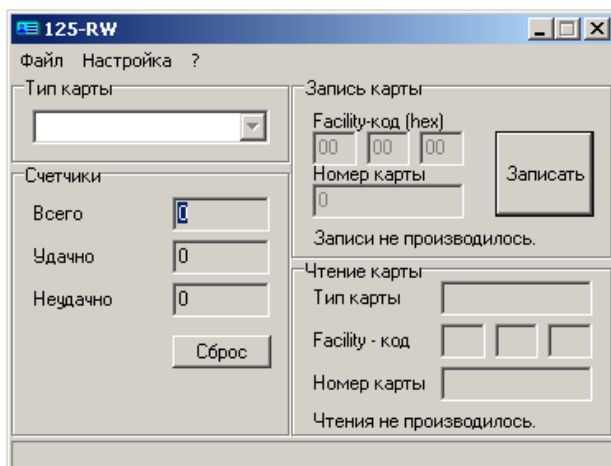 125-RW
Файл Настройка ?
Тип карты
Счетчики
Всего 0
Удачно 0
Неудачно 0
Сброс
Запись карты
Facility-код (hex)
00 00 00
Номер карты
0
Записать
Записи не производилось.
Чтение карты
Тип карты
Facility - код
Номер карты
Чтения не производилось.